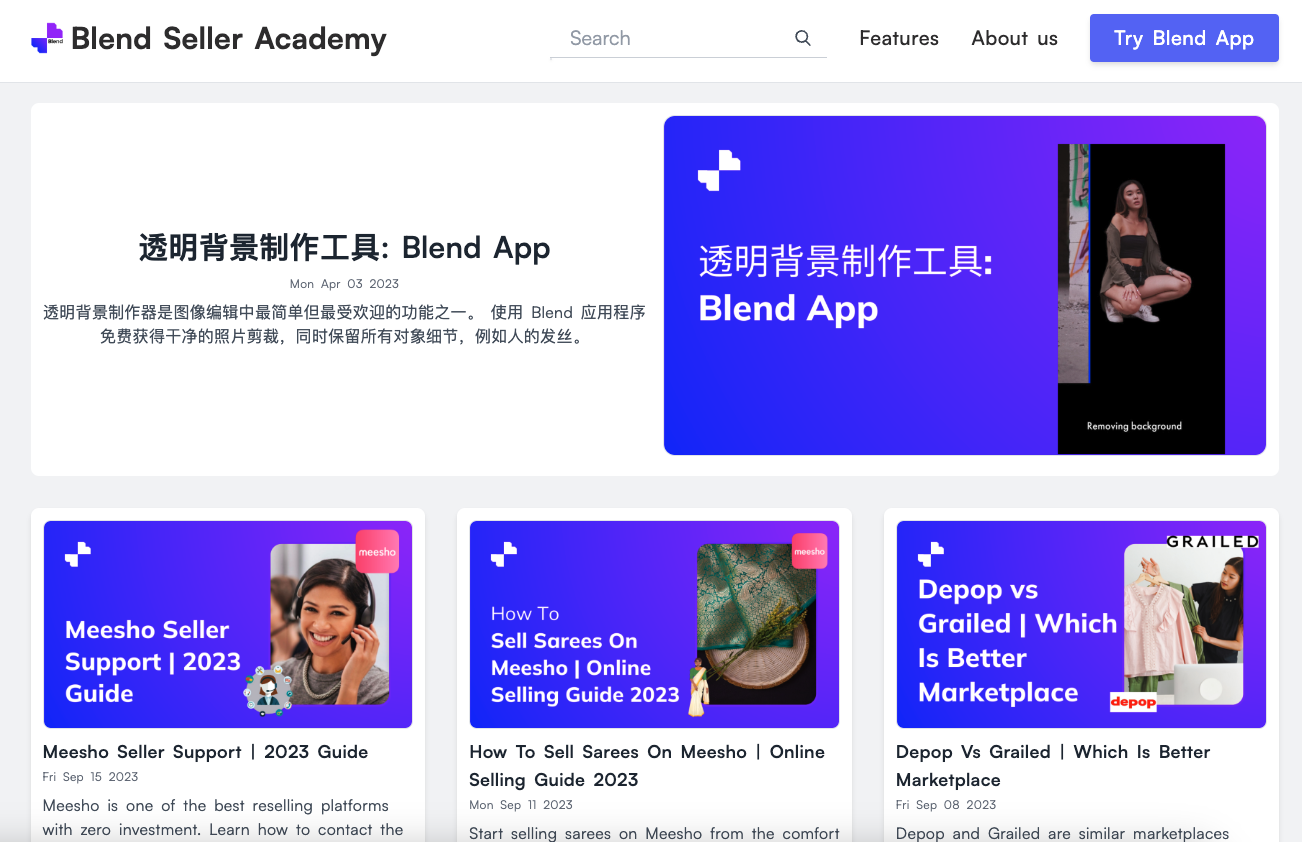 Blend Seller Academy
Search
Features
About us
Try Blend App
透明背景制作工具: Blend App
Mon Apr 03 2023
透明背景制作器是图像编辑中最简单但最受欢迎的功能之一。 使用 Blend 应用程序
免费获得干净的照片剪裁，同时保留所有对象细节，例如人的发丝。
透明背景制作工具:
Blend App
Removing background
meesho
Meesho Seller
Support | 2023
Guide
Meesho Seller Support | 2023 Guide
Fri Sep 15 2023
Meesho is one of the best reselling platforms
with zero investment. Learn how to contact the
meesho
How To
Sell Sarees On
Meesho | Online
Selling Guide 2023
How To Sell Sarees On Meesho | Online
Selling Guide 2023
Mon Sep 11 2023
Start selling sarees on Meesho from the comfort
GRAILED
Depop vs
Grailed | Which
Is Better
Marketplace
depop
Depop Vs Grailed | Which Is Better
Marketplace
Fri Sep 08 2023
Depop and Grailed are similar marketplaces